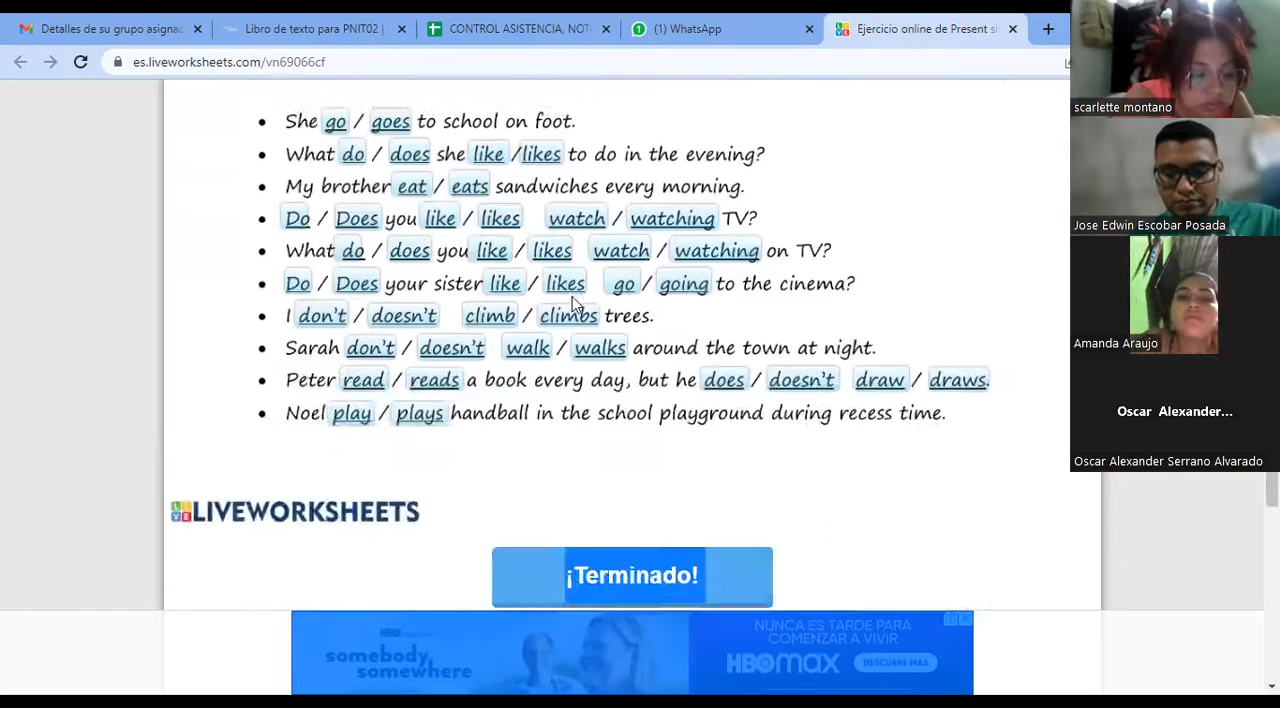 Detalles de su grupo asignac
Libro de texto para PNIT02 |
CONTROL ASISTENCIA, NOT
(1) WhatsApp
Ejercicio online de Present si
es.liveworksheets.com/vn69066cf
She go / goes to school on foot.
What do / does she like /likes to do in the evening?
My brother eat / eats sandwiches every morning.
Do / Does you like / likes watch / watching TV?
What do / does you like / likes watch / watching on TV?
Do / Does your sister like / likes go / going to the cinema?
I don't / doesn't climb / climbs trees.
Sarah don't / doesn't walk / walks around the town at night.
Peter read / reads a book every day, but he does / doesn't draw / draws.
Noel play / plays handball in the school playground during recess time.
LIVEWORKSHEETS
¡Terminado!
HBO
somebody
somewhere
NUNCA ES TARDE PARA
COMENZAR A VIVIR
HBOMAX
DESCUBRE MÁS
scarlette montano
Jose Edwin Escobar Posada
Amanda Araujo
Oscar Alexander...
Oscar Alexander Serrano Alvarado